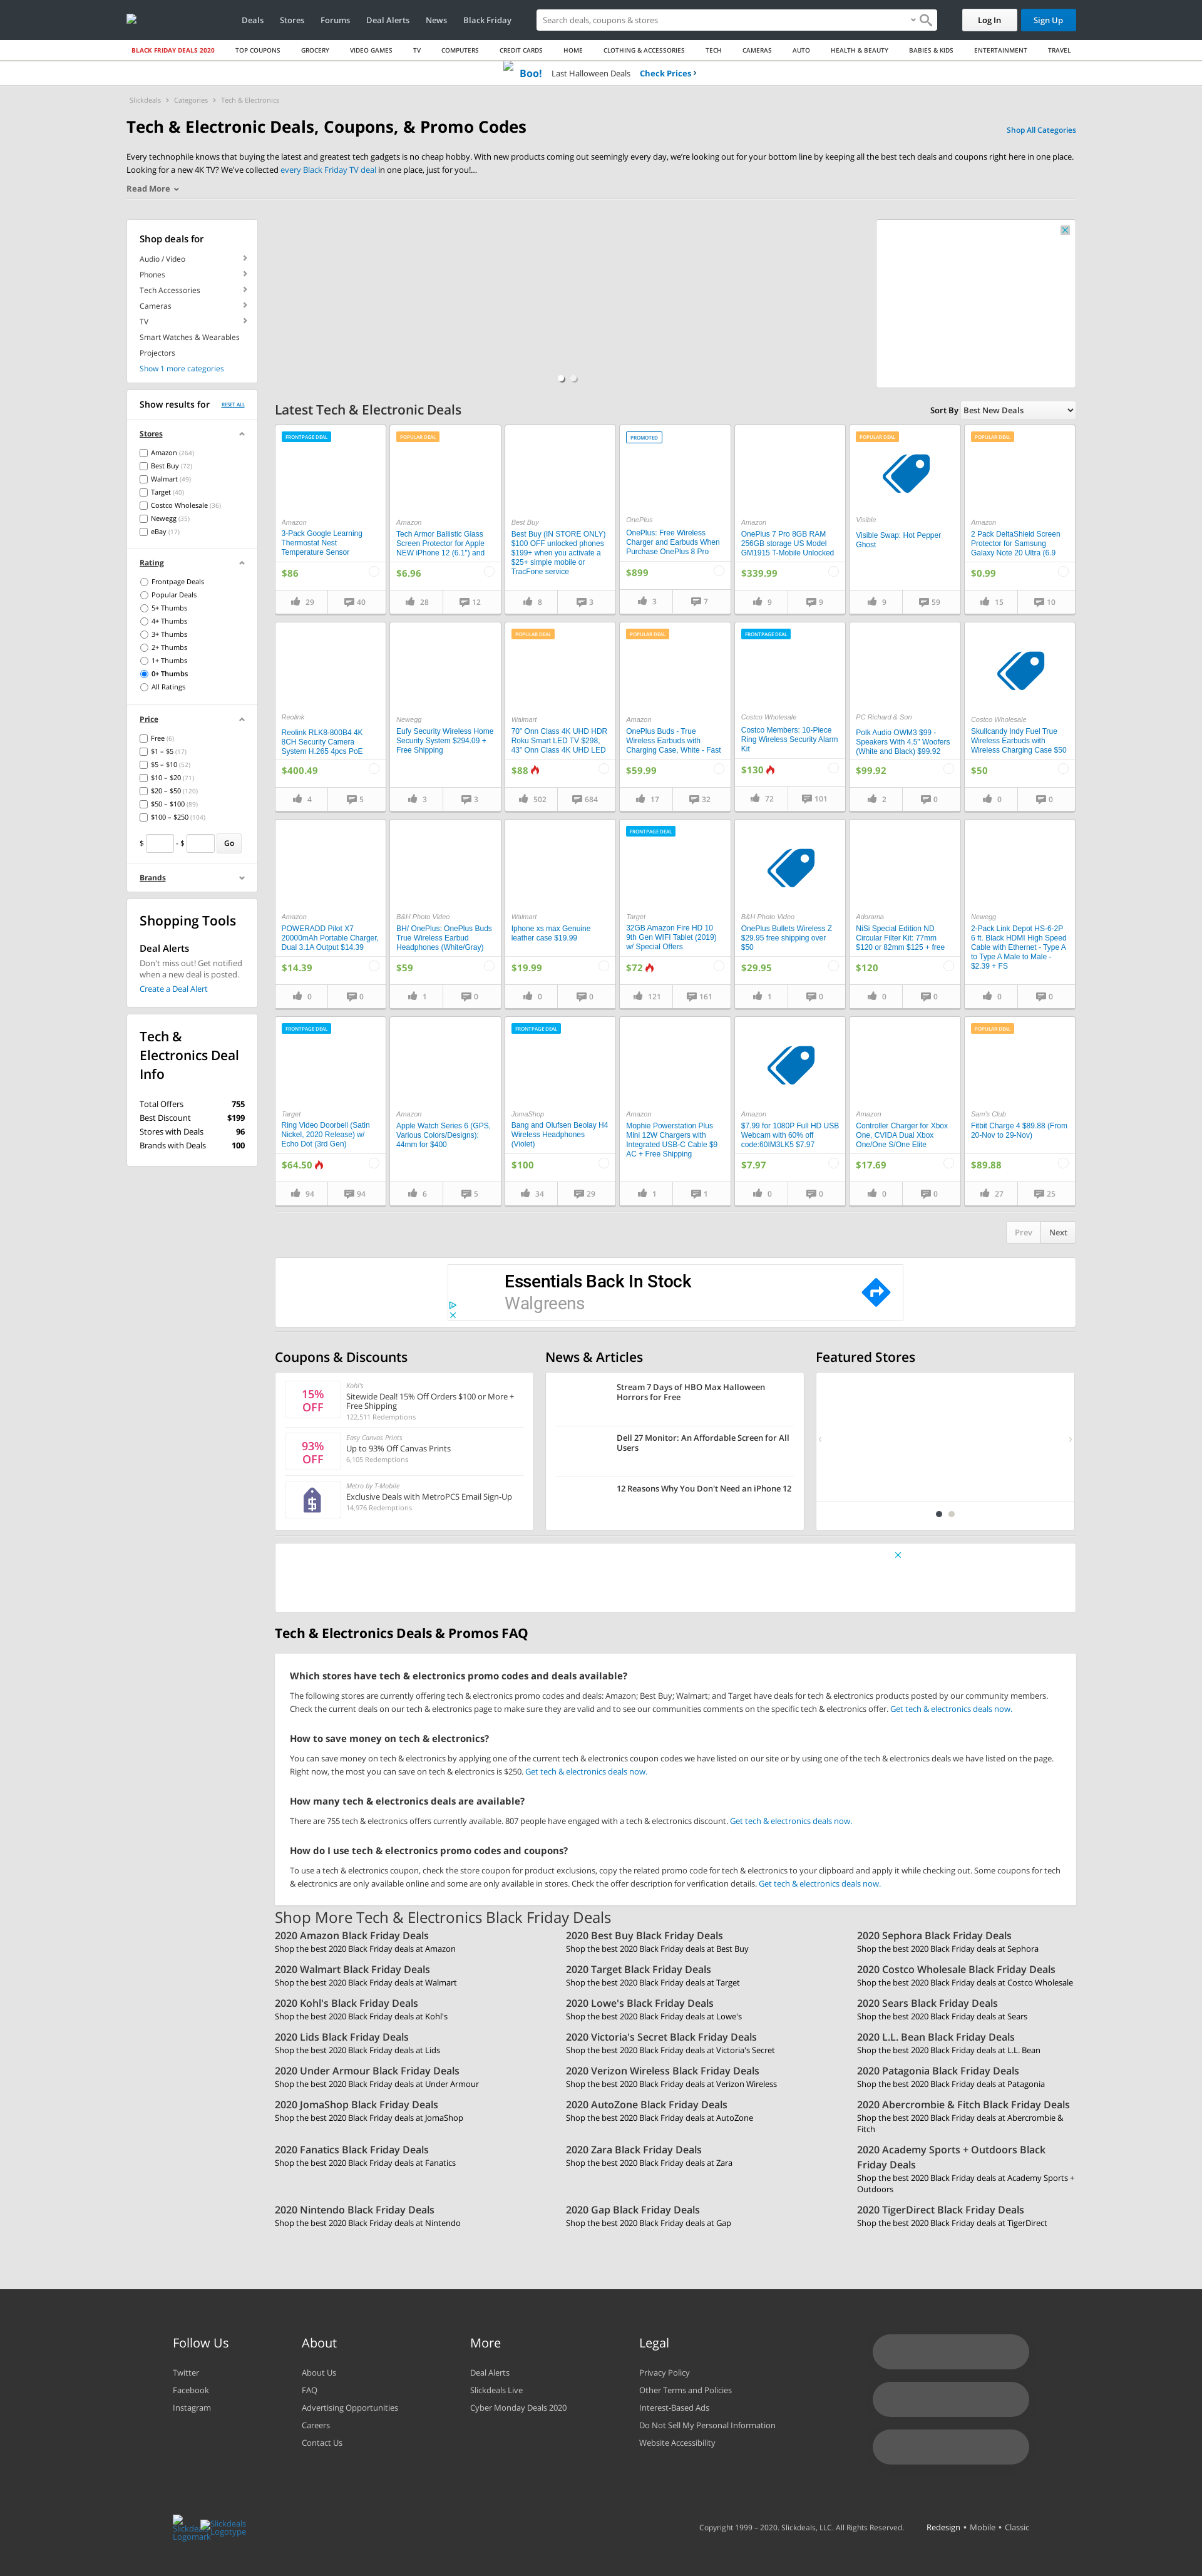 Deals Stores Forums Deal Alerts News Black Friday
Search deals, coupons & stores
Log In
Sign Up
BLACK FRIDAY DEALS 2020 TOP COUPONS GROCERY VIDEO GAMES TV COMPUTERS CREDIT CARDS HOME CLOTHING & ACCESSORIES TECH CAMERAS AUTO HEALTH & BEAUTY BABIES & KIDS ENTERTAINMENT TRAVEL
Boo! Last Halloween Deals Check Prices
Slickdeals Categories Tech & Electronics
Tech & Electronic Deals, Coupons, & Promo Codes
Shop All Categories
Every technophile knows that buying the latest and greatest tech gadgets is no cheap hobby. With new products coming out seemingly every day, we're looking out for your bottom line by keeping all the best tech deals and coupons right here in one place.
Looking for a new 4K TV? We've collected every Black Friday TV deal in one place, just for you!...
Read More
Shop deals for
Audio / Video
Phones
Tech Accessories
Cameras
TV
Smart Watches & Wearables
Projectors
Show 1 more categories
Show results for RESET ALL
Stores
Amazon (264)
Best Buy (72)
Walmart (49)
Target (40)
Costco Wholesale (36)
Newegg (35)
eBay (17)
Rating
Frontpage Deals
Popular Deals
5+ Thumbs
4+ Thumbs
3+ Thumbs
2+ Thumbs
1+ Thumbs
0+ Thumbs
All Ratings
Price
Free (6)
$1 – $5 (17)
$5 – $10 (52)
$10 – $20 (71)
$20 – $50 (120)
$50 – $100 (89)
$100 – $250 (104)
$ - $ Go
Brands
Shopping Tools
Deal Alerts
Don't miss out! Get notified
when a new deal is posted.
Create a Deal Alert
Tech &
Electronics Deal
Info
Total Offers 755
Best Discount $199
Stores with Deals 96
Brands with Deals 100
Latest Tech & Electronic Deals
Sort By Best New Deals
FRONTPAGE DEAL
Amazon
3-Pack Google Learning
Thermostat Nest
Temperature Sensor
$86
29 40
POPULAR DEAL
Amazon
Tech Armor Ballistic Glass
Screen Protector for Apple
NEW iPhone 12 (6.1") and
$6.96
28 12
Best Buy
Best Buy (IN STORE ONLY)
$100 OFF unlocked phones
$199+ when you activate a
$25+ simple mobile or
TracFone service
8 3
PROMOTED
OnePlus
OnePlus: Free Wireless
Charger and Earbuds When
Purchase OnePlus 8 Pro
$899
3 7
Amazon
OnePlus 7 Pro 8GB RAM
256GB storage US Model
GM1915 T-Mobile Unlocked
$339.99
9 9
POPULAR DEAL
Visible
Visible Swap: Hot Pepper
Ghost
9 59
POPULAR DEAL
Amazon
2 Pack DeltaShield Screen
Protector for Samsung
Galaxy Note 20 Ultra (6.9
$0.99
15 10
Reolink
Reolink RLK8-800B4 4K
8CH Security Camera
System H.265 4pcs PoE
$400.49
4 5
Newegg
Eufy Security Wireless Home
Security System $294.09 +
Free Shipping
3 3
POPULAR DEAL
Walmart
70" Onn Class 4K UHD HDR
Roku Smart LED TV $298,
43" Onn Class 4K UHD LED
$88
502 684
POPULAR DEAL
Amazon
OnePlus Buds - True
Wireless Earbuds with
Charging Case, White - Fast
$59.99
17 32
FRONTPAGE DEAL
Costco Wholesale
Costco Members: 10-Piece
Ring Wireless Security Alarm
Kit
$130
72 101
PC Richard & Son
Polk Audio OWM3 $99 -
Speakers With 4.5" Woofers
(White and Black) $99.92
$99.92
2 0
Costco Wholesale
Skullcandy Indy Fuel True
Wireless Earbuds with
Wireless Charging Case $50
$50
0 0
Amazon
POWERADD Pilot X7
20000mAh Portable Charger,
Dual 3.1A Output $14.39
$14.39
0 0
B&H Photo Video
BH/ OnePlus: OnePlus Buds
True Wireless Earbud
Headphones (White/Gray)
$59
1 0
Walmart
Iphone xs max Genuine
leather case $19.99
$19.99
0 0
FRONTPAGE DEAL
Target
32GB Amazon Fire HD 10
9th Gen WIFI Tablet (2019)
w/ Special Offers
$72
121 161
B&H Photo Video
OnePlus Bullets Wireless Z
$29.95 free shipping over
$50
$29.95
1 0
Adorama
NiSi Special Edition ND
Circular Filter Kit: 77mm
$120 or 82mm $125 + free
$120
0 0
Newegg
2-Pack Link Depot HS-6-2P
6 ft. Black HDMI High Speed
Cable with Ethernet - Type A
to Type A Male to Male -
$2.39 + FS
0 0
FRONTPAGE DEAL
Target
Ring Video Doorbell (Satin
Nickel, 2020 Release) w/
Echo Dot (3rd Gen)
$64.50
94 94
Amazon
Apple Watch Series 6 (GPS,
Various Colors/Designs):
44mm for $400
6 5
FRONTPAGE DEAL
JomaShop
Bang and Olufsen Beolay H4
Wireless Headphones
(Violet)
$100
34 29
Amazon
Mophie Powerstation Plus
Mini 12W Chargers with
Integrated USB-C Cable $9
AC + Free Shipping
1 1
Amazon
$7.99 for 1080P Full HD USB
Webcam with 60% off
code:60IM3LK5 $7.97
$7.97
0 0
Amazon
Controller Charger for Xbox
One, CVIDA Dual Xbox
One/One S/One Elite
$17.69
0 0
POPULAR DEAL
Sam's Club
Fitbit Charge 4 $89.88 (From
20-Nov to 29-Nov)
$89.88
27 25
Prev Next
Essentials Back In Stock
Walgreens
Coupons & Discounts
15%
OFF
Kohl's
Sitewide Deal! 15% Off Orders $100 or More +
Free Shipping
122,511 Redemptions
93%
OFF
Easy Canvas Prints
Up to 93% Off Canvas Prints
6,105 Redemptions
Metro by T-Mobile
Exclusive Deals with MetroPCS Email Sign-Up
14,976 Redemptions
News & Articles
Stream 7 Days of HBO Max Halloween
Horrors for Free
Dell 27 Monitor: An Affordable Screen for All
Users
12 Reasons Why You Don't Need an iPhone 12
Featured Stores
Tech & Electronics Deals & Promos FAQ
Which stores have tech & electronics promo codes and deals available?
The following stores are currently offering tech & electronics promo codes and deals: Amazon; Best Buy; Walmart; and Target have deals for tech & electronics products posted by our community members.
Check the current deals on our tech & electronics page to make sure they are valid and to see our communities comments on the specific tech & electronics offer. Get tech & electronics deals now.
How to save money on tech & electronics?
You can save money on tech & electronics by applying one of the current tech & electronics coupon codes we have listed on our site or by using one of the tech & electronics deals we have listed on the page.
Right now, the most you can save on tech & electronics is $250. Get tech & electronics deals now.
How many tech & electronics deals are available?
There are 755 tech & electronics offers currently available. 807 people have engaged with a tech & electronics discount. Get tech & electronics deals now.
How do I use tech & electronics promo codes and coupons?
To use a tech & electronics coupon, check the store coupon for product exclusions, copy the related promo code for tech & electronics to your clipboard and apply it while checking out. Some coupons for tech
& electronics are only available online and some are only available in stores. Check the offer description for verification details. Get tech & electronics deals now.
Shop More Tech & Electronics Black Friday Deals
2020 Amazon Black Friday Deals
Shop the best 2020 Black Friday deals at Amazon
2020 Best Buy Black Friday Deals
Shop the best 2020 Black Friday deals at Best Buy
2020 Sephora Black Friday Deals
Shop the best 2020 Black Friday deals at Sephora
2020 Walmart Black Friday Deals
Shop the best 2020 Black Friday deals at Walmart
2020 Target Black Friday Deals
Shop the best 2020 Black Friday deals at Target
2020 Costco Wholesale Black Friday Deals
Shop the best 2020 Black Friday deals at Costco Wholesale
2020 Kohl's Black Friday Deals
Shop the best 2020 Black Friday deals at Kohl's
2020 Lowe's Black Friday Deals
Shop the best 2020 Black Friday deals at Lowe's
2020 Sears Black Friday Deals
Shop the best 2020 Black Friday deals at Sears
2020 Lids Black Friday Deals
Shop the best 2020 Black Friday deals at Lids
2020 Victoria's Secret Black Friday Deals
Shop the best 2020 Black Friday deals at Victoria's Secret
2020 L.L. Bean Black Friday Deals
Shop the best 2020 Black Friday deals at L.L. Bean
2020 Under Armour Black Friday Deals
Shop the best 2020 Black Friday deals at Under Armour
2020 Verizon Wireless Black Friday Deals
Shop the best 2020 Black Friday deals at Verizon Wireless
2020 Patagonia Black Friday Deals
Shop the best 2020 Black Friday deals at Patagonia
2020 JomaShop Black Friday Deals
Shop the best 2020 Black Friday deals at JomaShop
2020 AutoZone Black Friday Deals
Shop the best 2020 Black Friday deals at AutoZone
2020 Abercrombie & Fitch Black Friday Deals
Shop the best 2020 Black Friday deals at Abercrombie &
Fitch
2020 Fanatics Black Friday Deals
Shop the best 2020 Black Friday deals at Fanatics
2020 Zara Black Friday Deals
Shop the best 2020 Black Friday deals at Zara
2020 Academy Sports + Outdoors Black
Friday Deals
Shop the best 2020 Black Friday deals at Academy Sports +
Outdoors
2020 Nintendo Black Friday Deals
Shop the best 2020 Black Friday deals at Nintendo
2020 Gap Black Friday Deals
Shop the best 2020 Black Friday deals at Gap
2020 TigerDirect Black Friday Deals
Shop the best 2020 Black Friday deals at TigerDirect
Follow Us
Twitter
Facebook
Instagram
About
About Us
FAQ
Advertising Opportunities
Careers
Contact Us
More
Deal Alerts
Slickdeals Live
Cyber Monday Deals 2020
Legal
Privacy Policy
Other Terms and Policies
Interest-Based Ads
Do Not Sell My Personal Information
Website Accessibility
Slickdeals
Logomark
Slickdeals
Logotype
Copyright 1999 – 2020. Slickdeals, LLC. All Rights Reserved. Redesign • Mobile • Classic